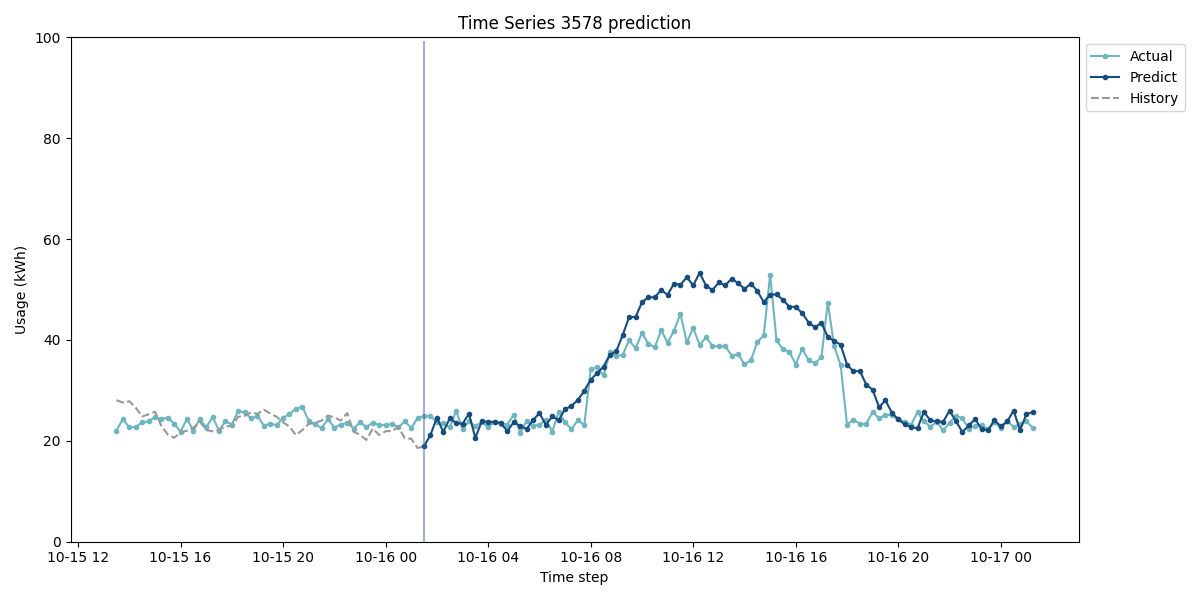 Time Series 3578 prediction
Usage (kWh)
100
80
60
40
20
0
10-15 12
10-15 16
10-15 20
10-16 00
10-16 04
10-16 08
10-16 12
10-16 16
10-16 20
10-17 00
Time step
Actual
Predict
History